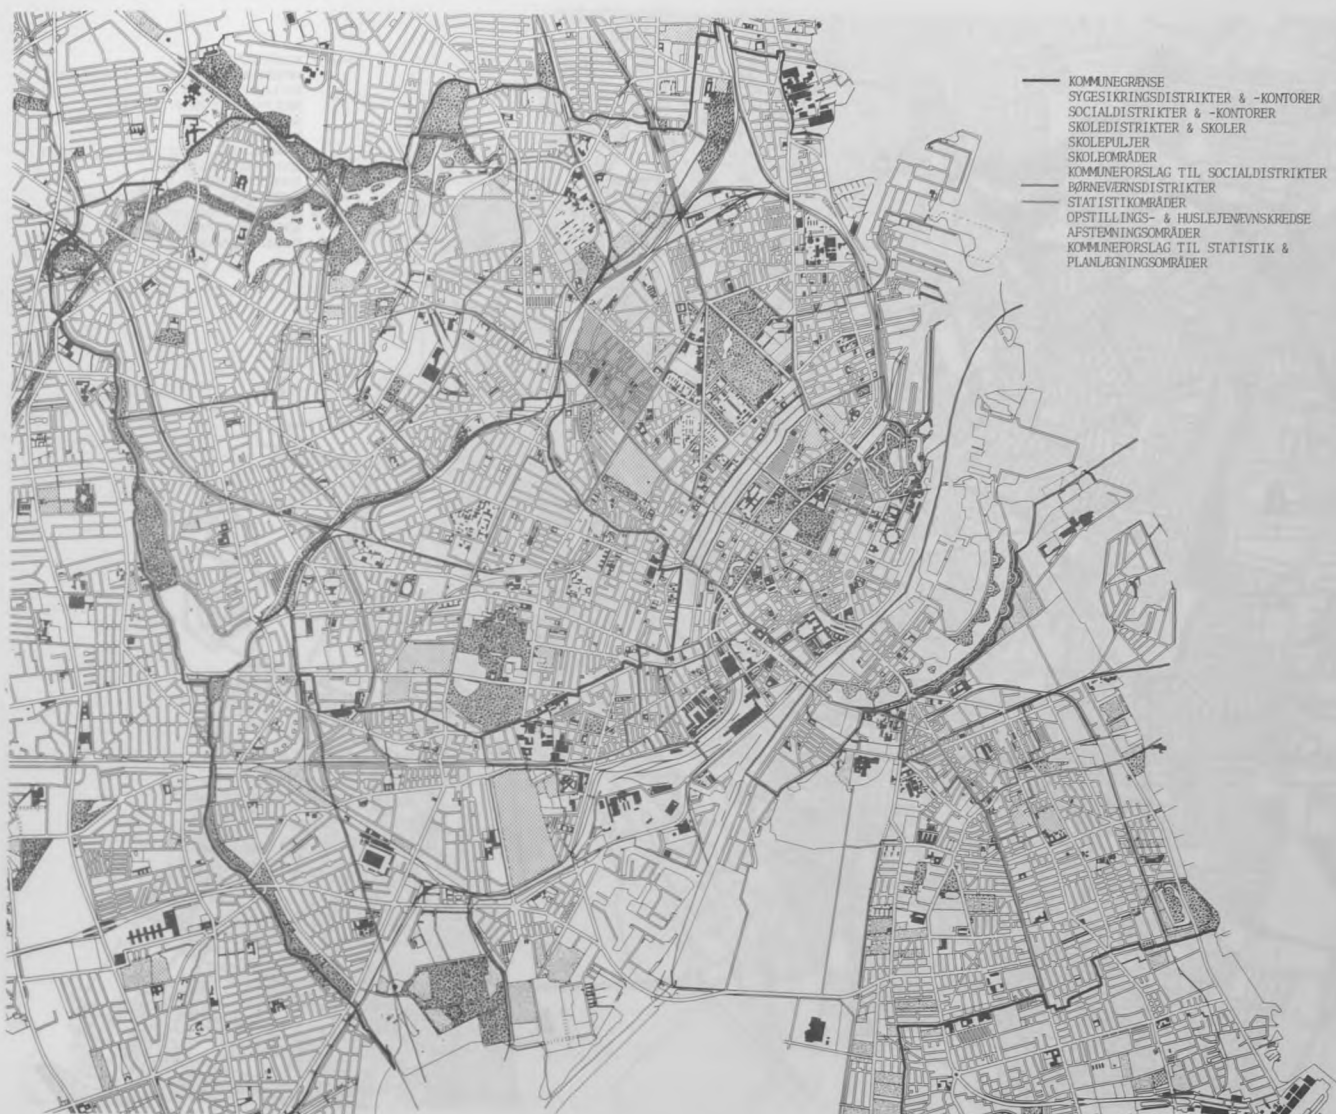 KOMMUNEGRÆNSE
SYGESIKRINGSDISTRIKTER & -KONTORER
SOCIALDISTRIKTER & -KONTORER
SKOLEDISTRIKTER & SKOLER
SKOLEPULJER
SKOLEOMRÅDER
KOMMUNEFORSLAG TIL SOCIALDISTRIKTER
BØRNEVÆRNSDISTRIKTER
STATISTIKOMRÅDER
OPSTILLINGS- & HUSLEJENÆVNSKREDSE
AFSTEMNINGSOMRÅDER
KOMMUNEFORSLAG TIL STATISTIK &
PLANLÆGNINGSOMRÅDER